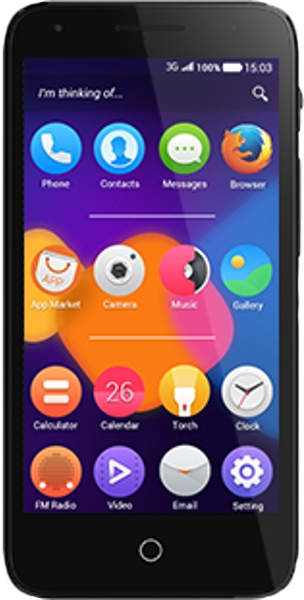 3G 100% 15:03
I'm thinking of...
Phone Contacts Messages Browser
APP
App Market Camera Music Gallery
26
Calculator Calendar Torch Clock
FM Radio Video Email Setting